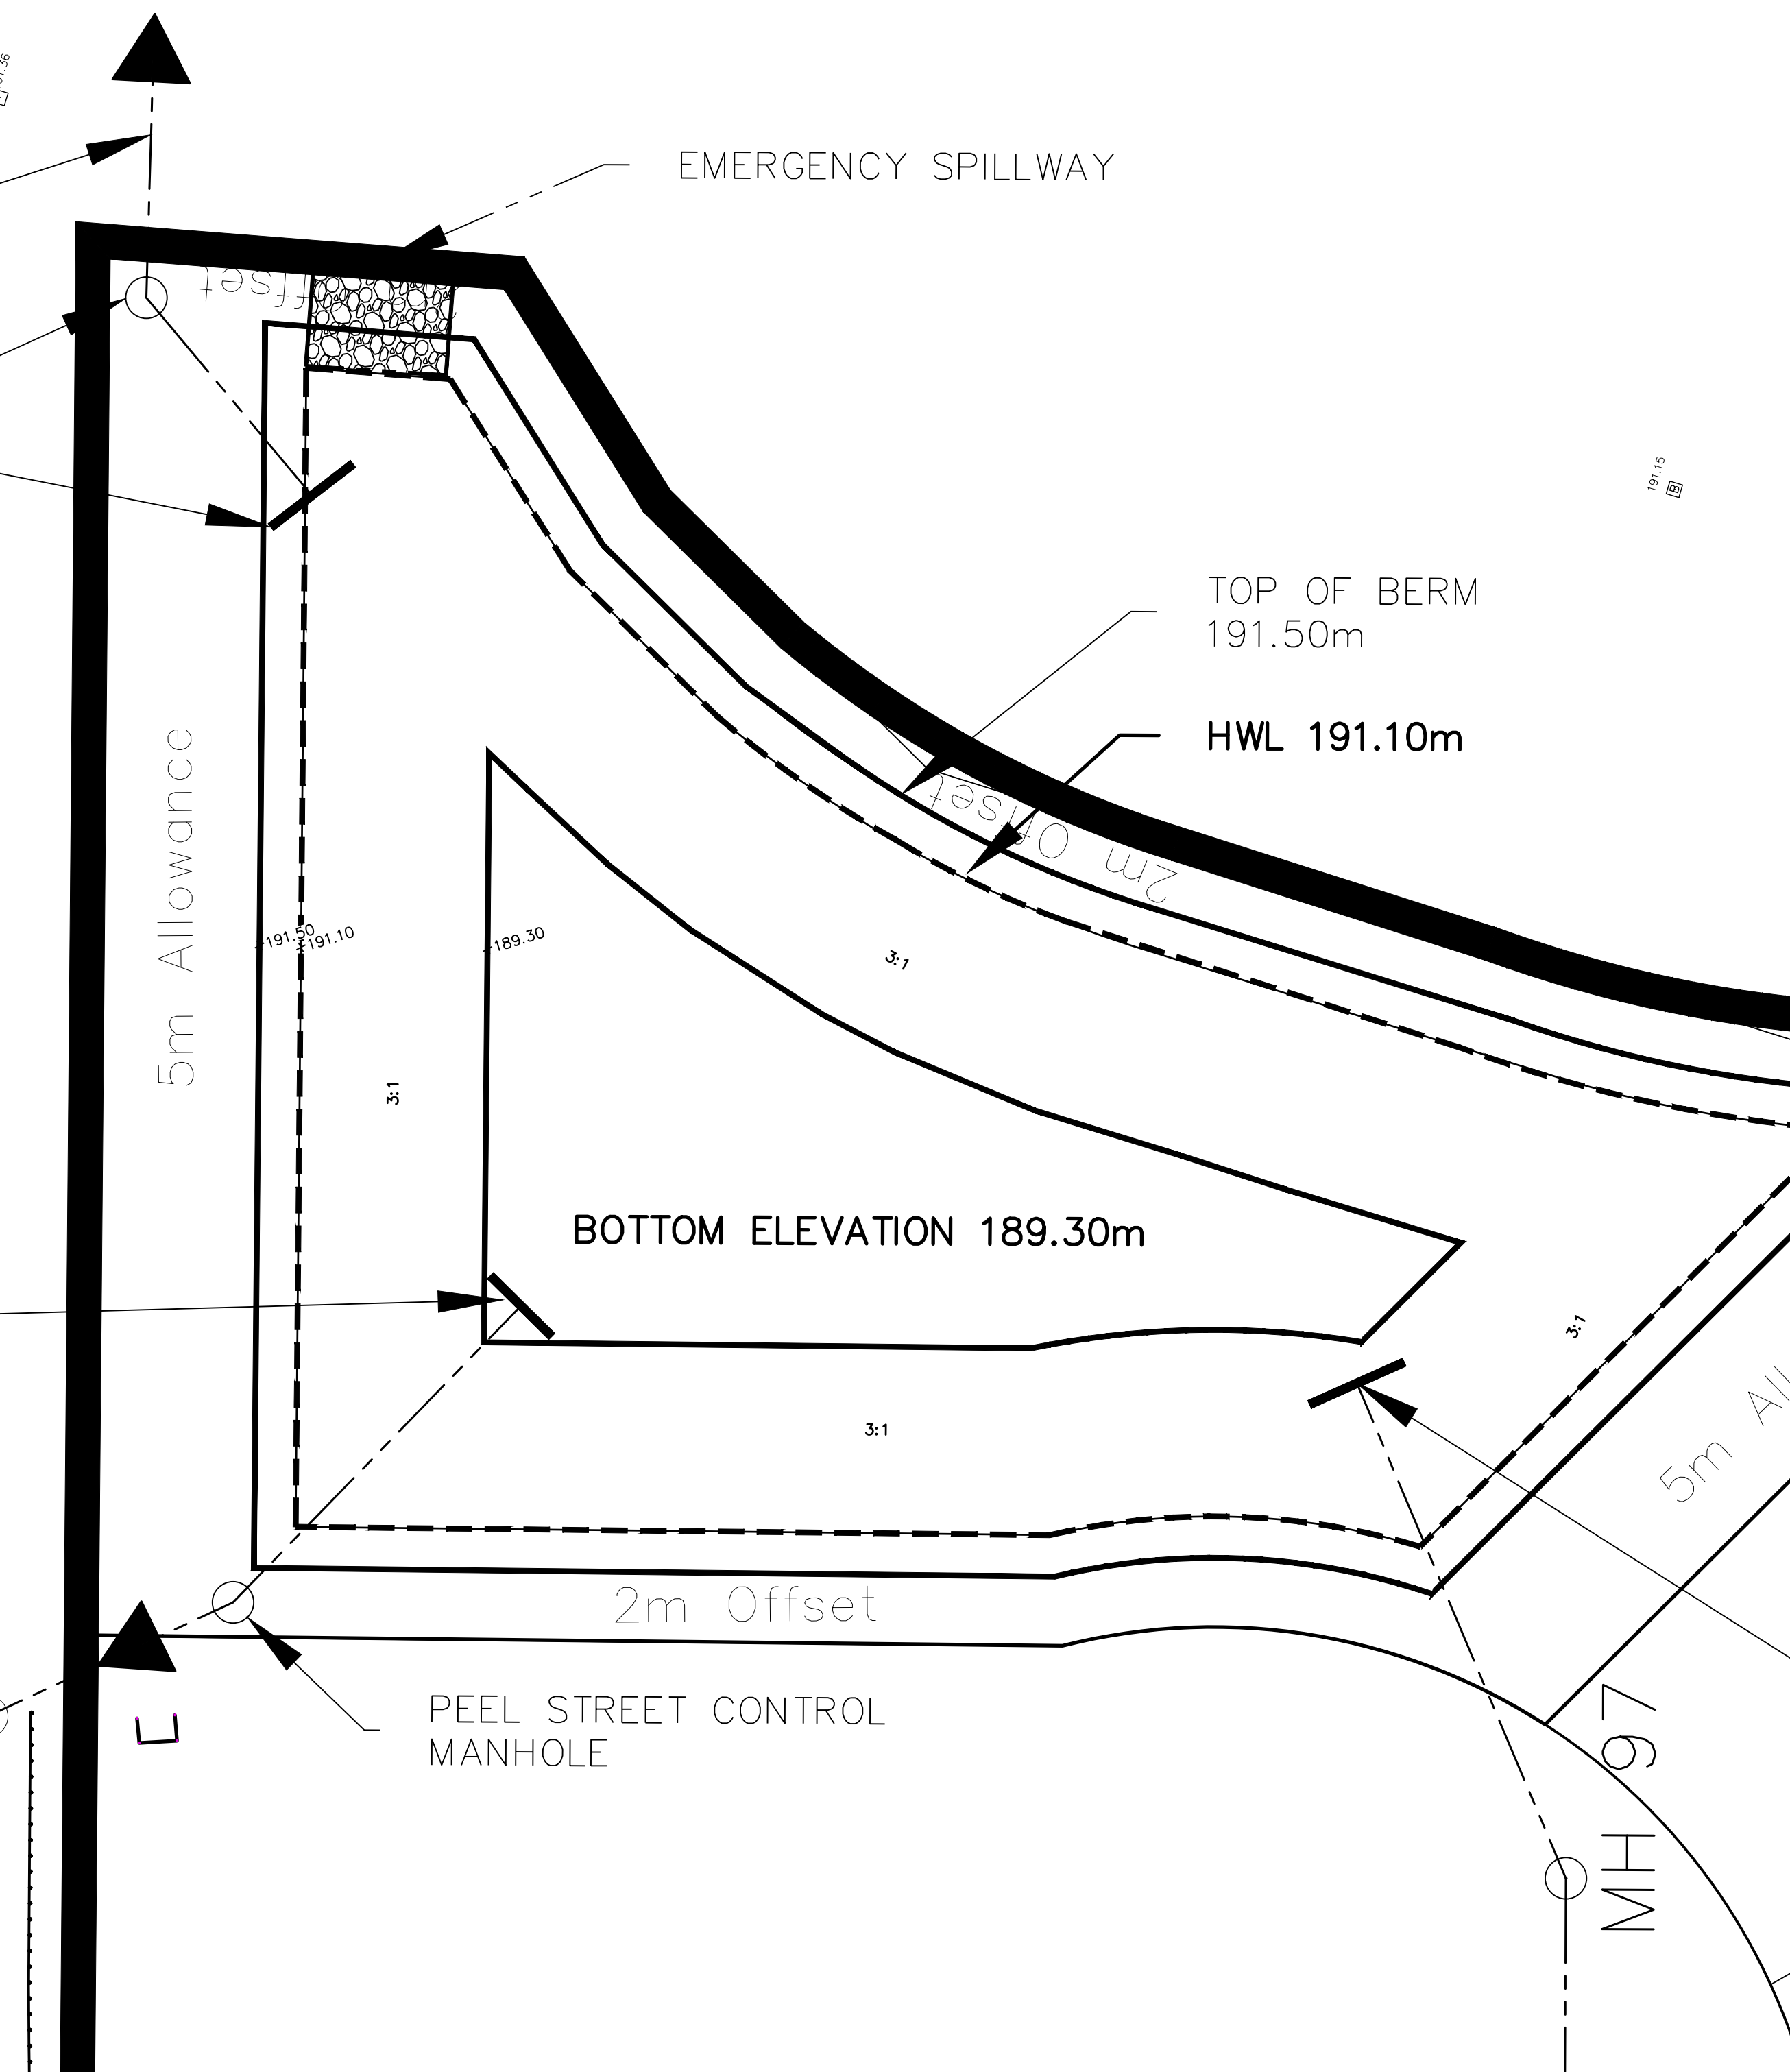 EMERGENCY SPILLWAY
191.15
B
TOP OF BERM
191.50m
HWL 191.10m
2m Offset
5m Allowance
191.50
191.10
189.30
3:1
3:1
BOTTOM ELEVATION 189.30m
3:1
3:1
5m
2m Offset
PEEL STREET CONTROL
MANHOLE
MH 97